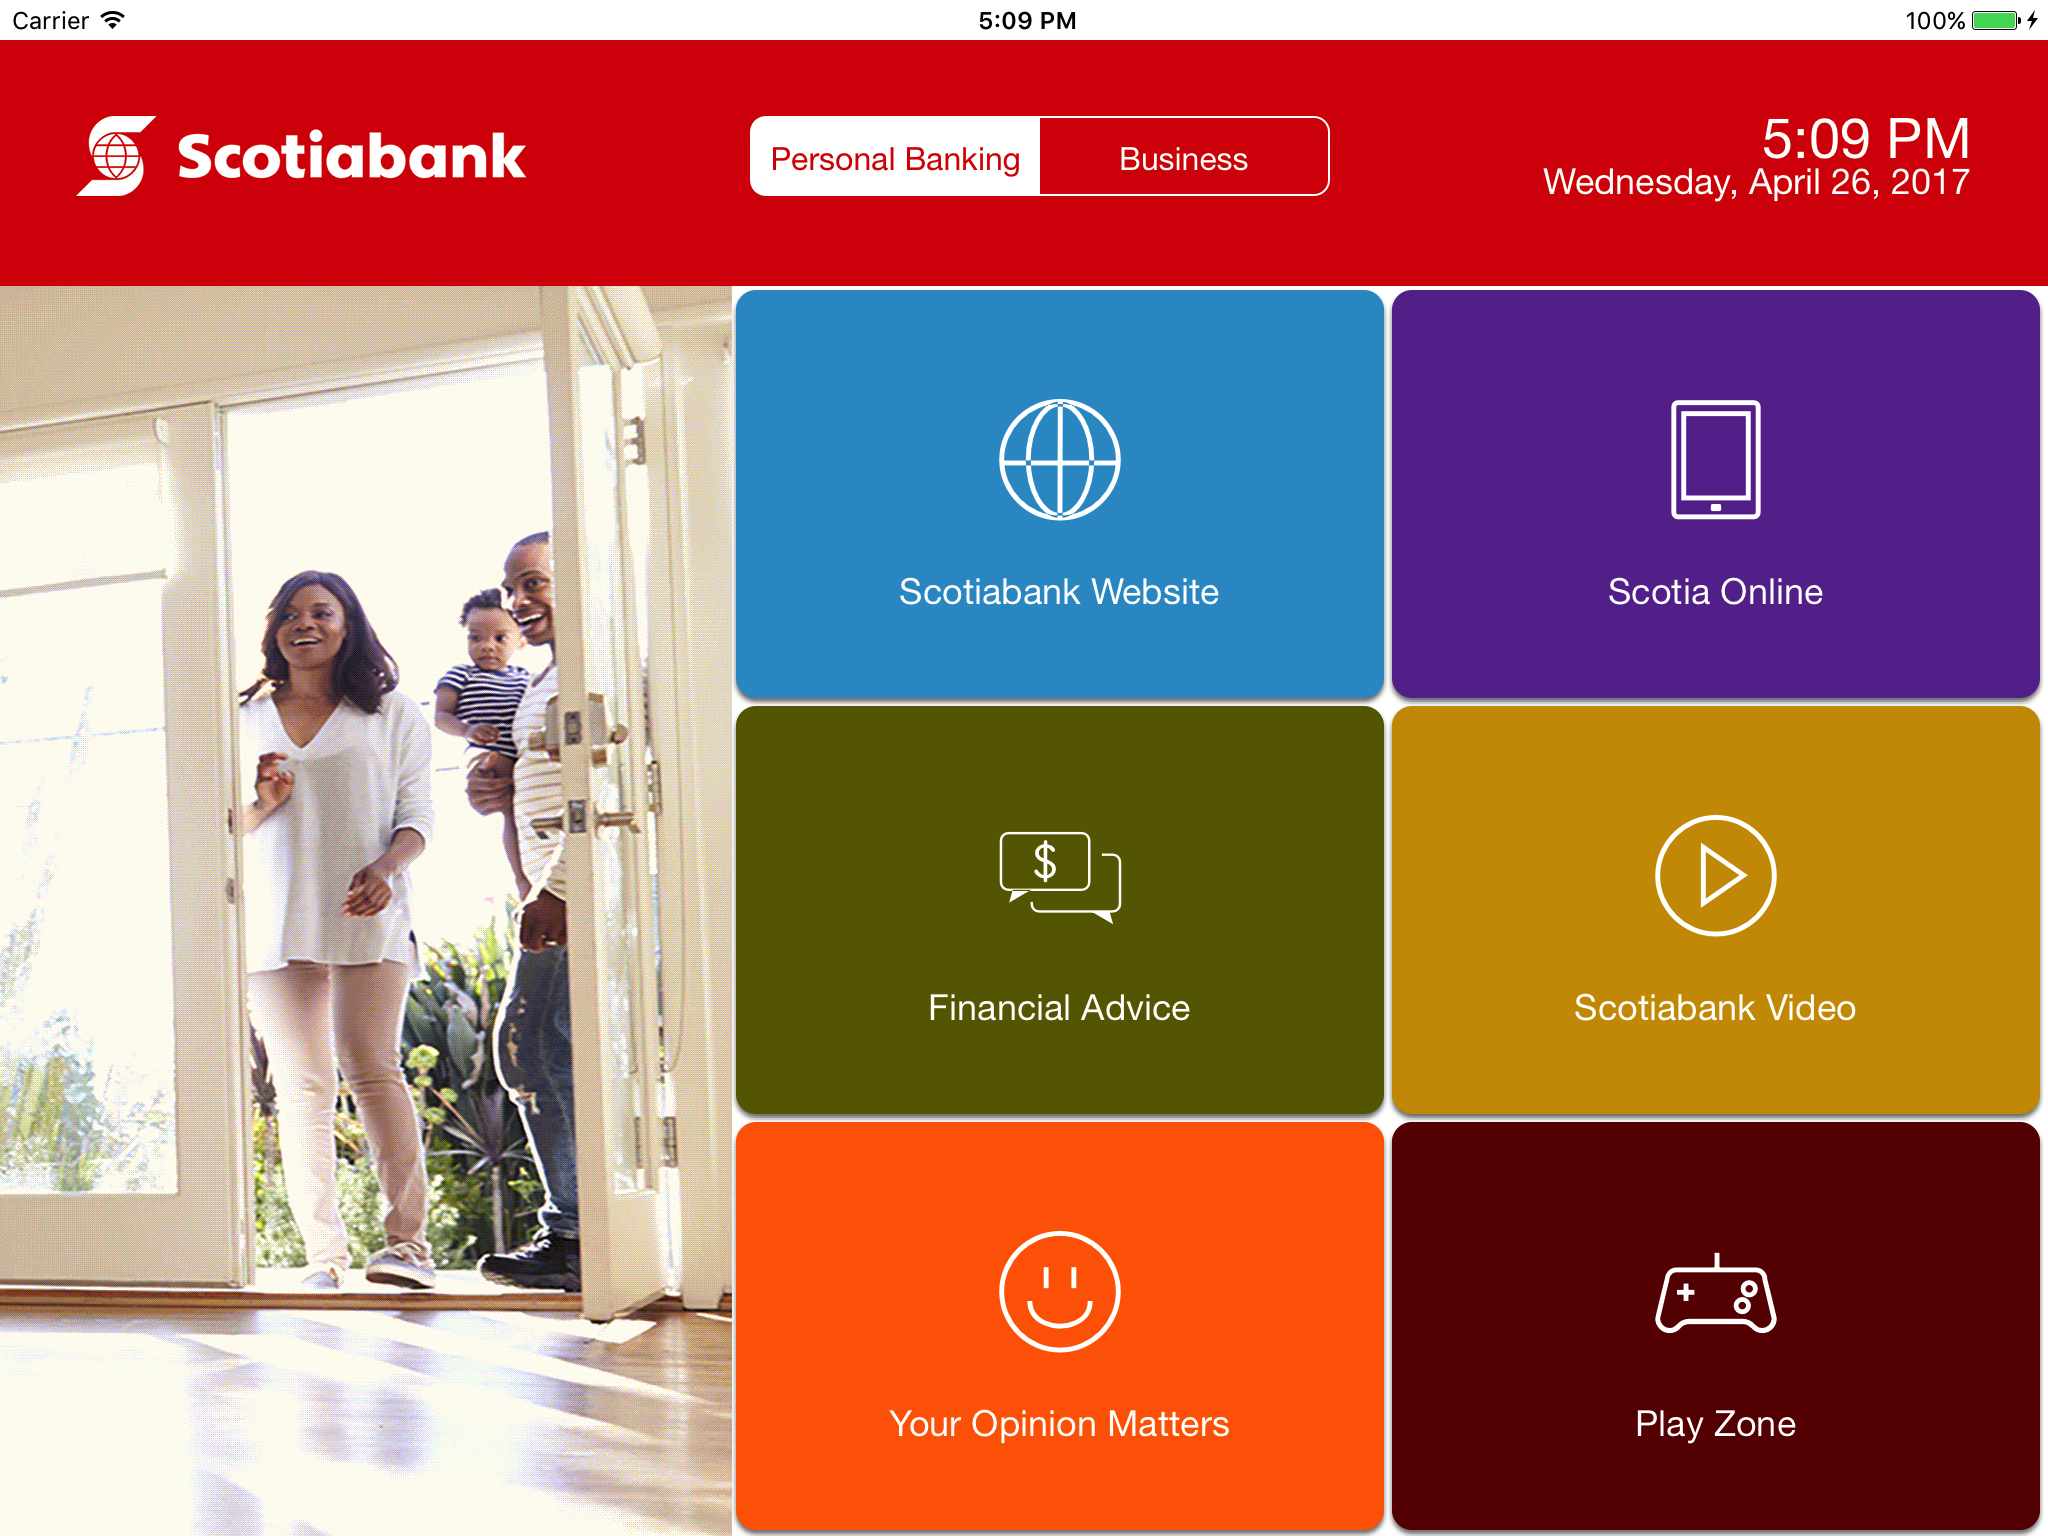 Carrier
5:09 PM
100%
Scotiabank
Personal Banking
Business
5:09 PM
Wednesday, April 26, 2017
Scotiabank Website
Scotia Online
$
Financial Advice
Scotiabank Video
Your Opinion Matters
Play Zone